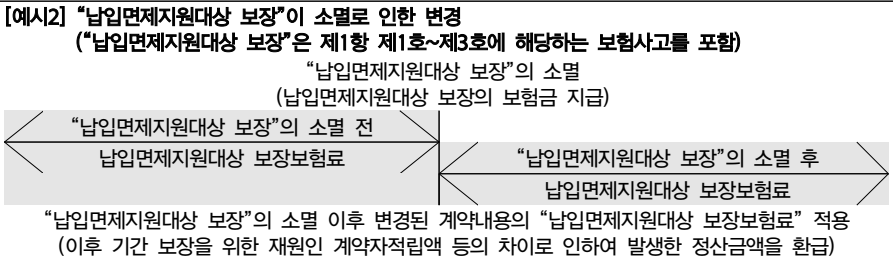 [예시2] “납입면제지원대상 보장”이 소멸로 인한 변경
(“납입면제지원대상 보장”은 제1항 제1호~제3호에 해당하는 보험사고를 포함)
“납입면제지원대상 보장”의 소멸
(납입면제지원대상 보장의 보험금 지급)
“납입면제지원대상 보장”의 소멸 전
납입면제지원대상 보장보험료
“납입면제지원대상 보장”의 소멸 후
납입면제지원대상 보장보험료
“납입면제지원대상 보장”의 소멸 이후 변경된 계약내용의 “납입면제지원대상 보장보험료” 적용
(이후 기간 보장을 위한 재원인 계약자적립액 등의 차이로 인하여 발생한 정산금액을 환급)